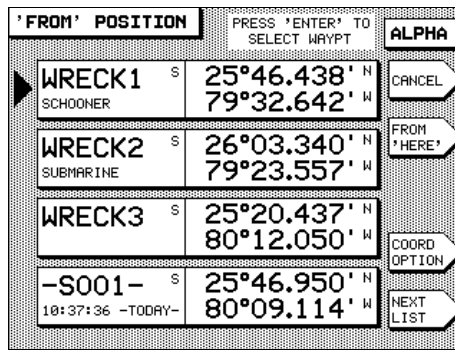 'FROM' POSITION
PRESS 'ENTER' TO
SELECT WAYPT
ALPHA
WRECK1 S 25°46.438' N
SCHOONER 79°32.642' W
CANCEL
WRECK2 S 26°03.340' N
SUBMARINE 79°23.557' W
FROM
'HERE'
WRECK3 S 25°20.437' N
80°12.050' W
COORD
OPTION
-S001- S 25°46.950' N
10:37:36 -TODAY- 80°09.114' W
NEXT
LIST